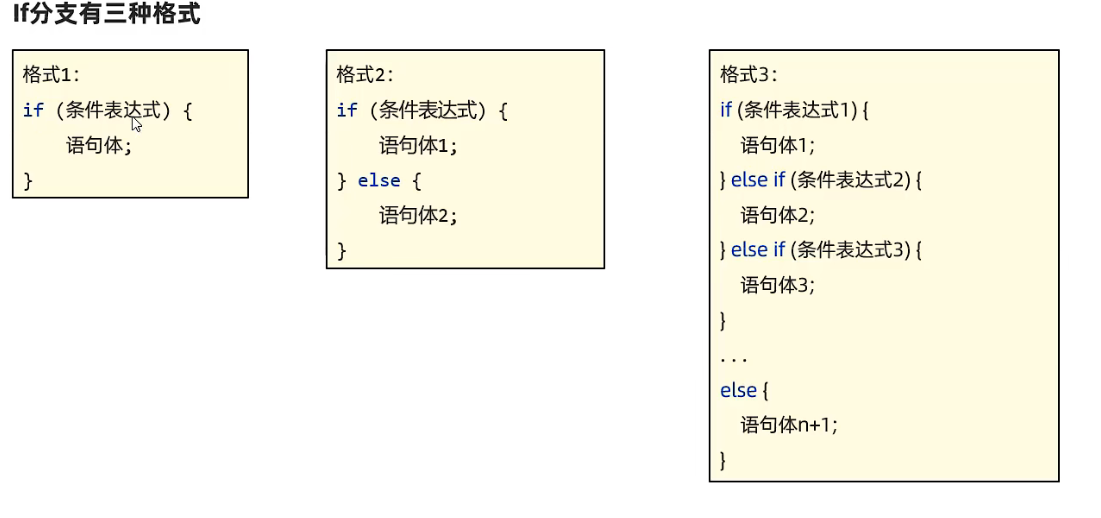 If分支有三种格式
格式1：
if (条件表达式) {
语句体;
}
格式2：
if (条件表达式) {
语句体1;
} else {
语句体2;
}
格式3：
if (条件表达式1) {
语句体1;
} else if (条件表达式2) {
语句体2;
} else if (条件表达式3) {
语句体3;
}
...
else {
语句体n+1;
}